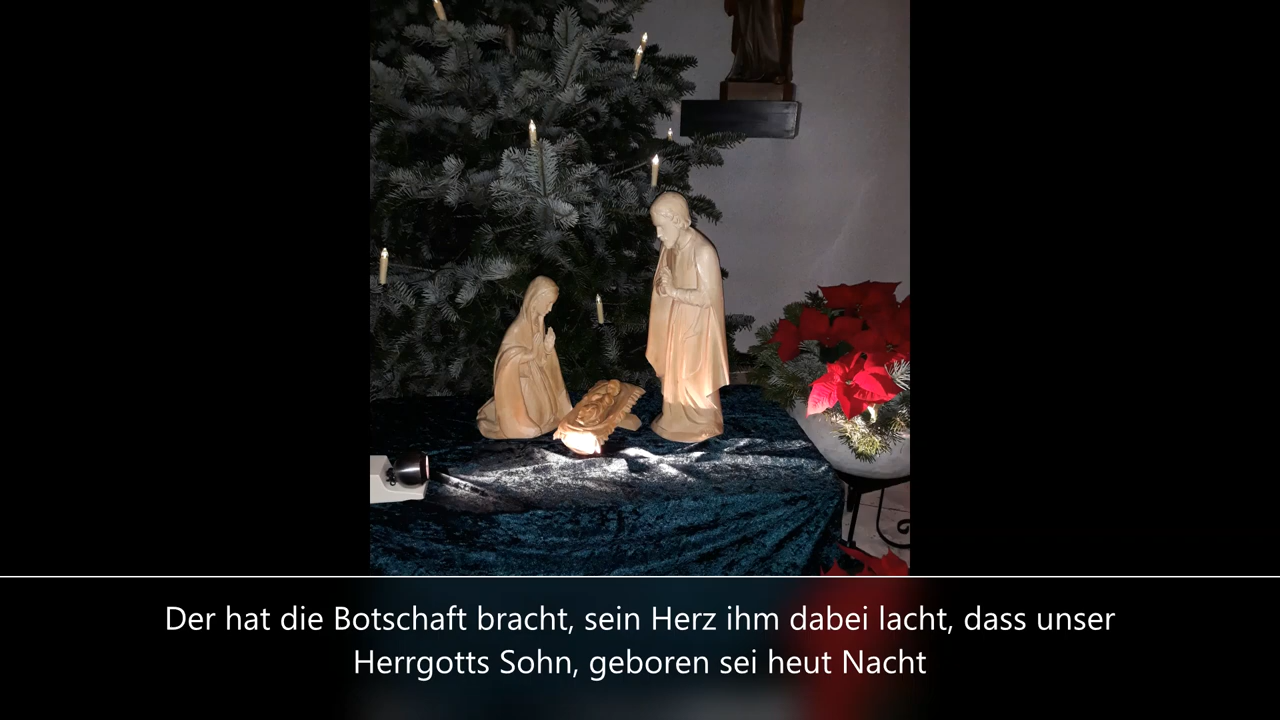 Der hat die Botschaft bracht, sein Herz ihm dabei lacht, dass unser
Herrgotts Sohn, geboren sei heut Nacht